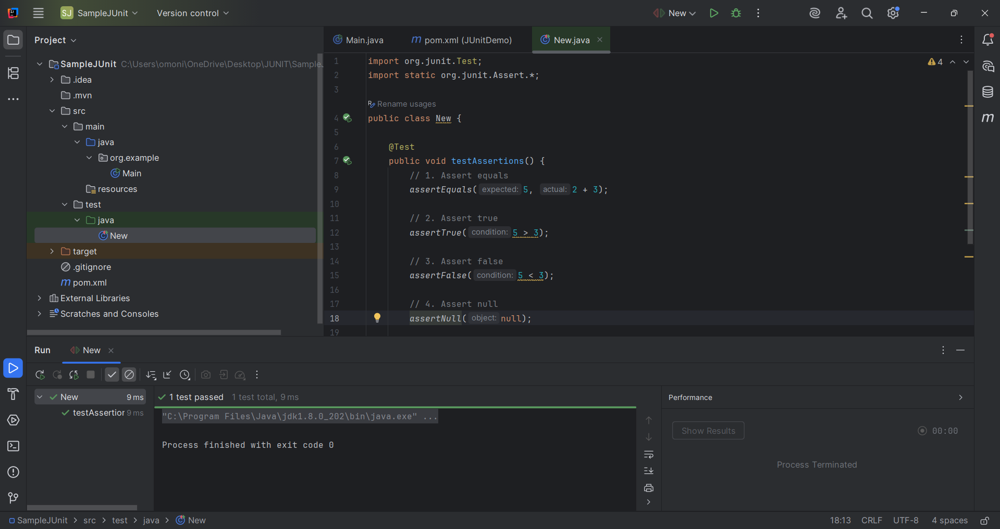 SJ SampleJUnit Version control New
Project
Main.java pom.xml (JUnitDemo) New.java
SampleJUnit C:\Users\omoni\OneDrive\Desktop\JUNIT\Sample
.idea
.mvn
src
main
java
org.example
Main
resources
test
java
New
target
.gitignore
pom.xml
External Libraries
Scratches and Consoles
4
1 import org.junit.Test;
2 import static org.junit.Assert.*;
3
Rename usages
4 public class New {
5
6 @Test
7 public void testAssertions() {
8 // 1. Assert equals
9 assertEquals( expected: 5, actual: 2 + 3);
10
11 // 2. Assert true
12 assertTrue( condition: 5 > 3);
13
14 // 3. Assert false
15 assertFalse( condition: 5 < 3);
16
17 // 4. Assert null
18 assertNull( object: null);
19
Run New
New 9 ms
testAssertior 9 ms
1 test passed 1 test total, 9 ms
"C:\Program Files\Java\jdk1.8.0_202\bin\java.exe" ...
Process finished with exit code 0
Performance
Show Results 00:00
Process Terminated
SampleJUnit > src > test > java > New
18:13 CRLF UTF-8 4 spaces